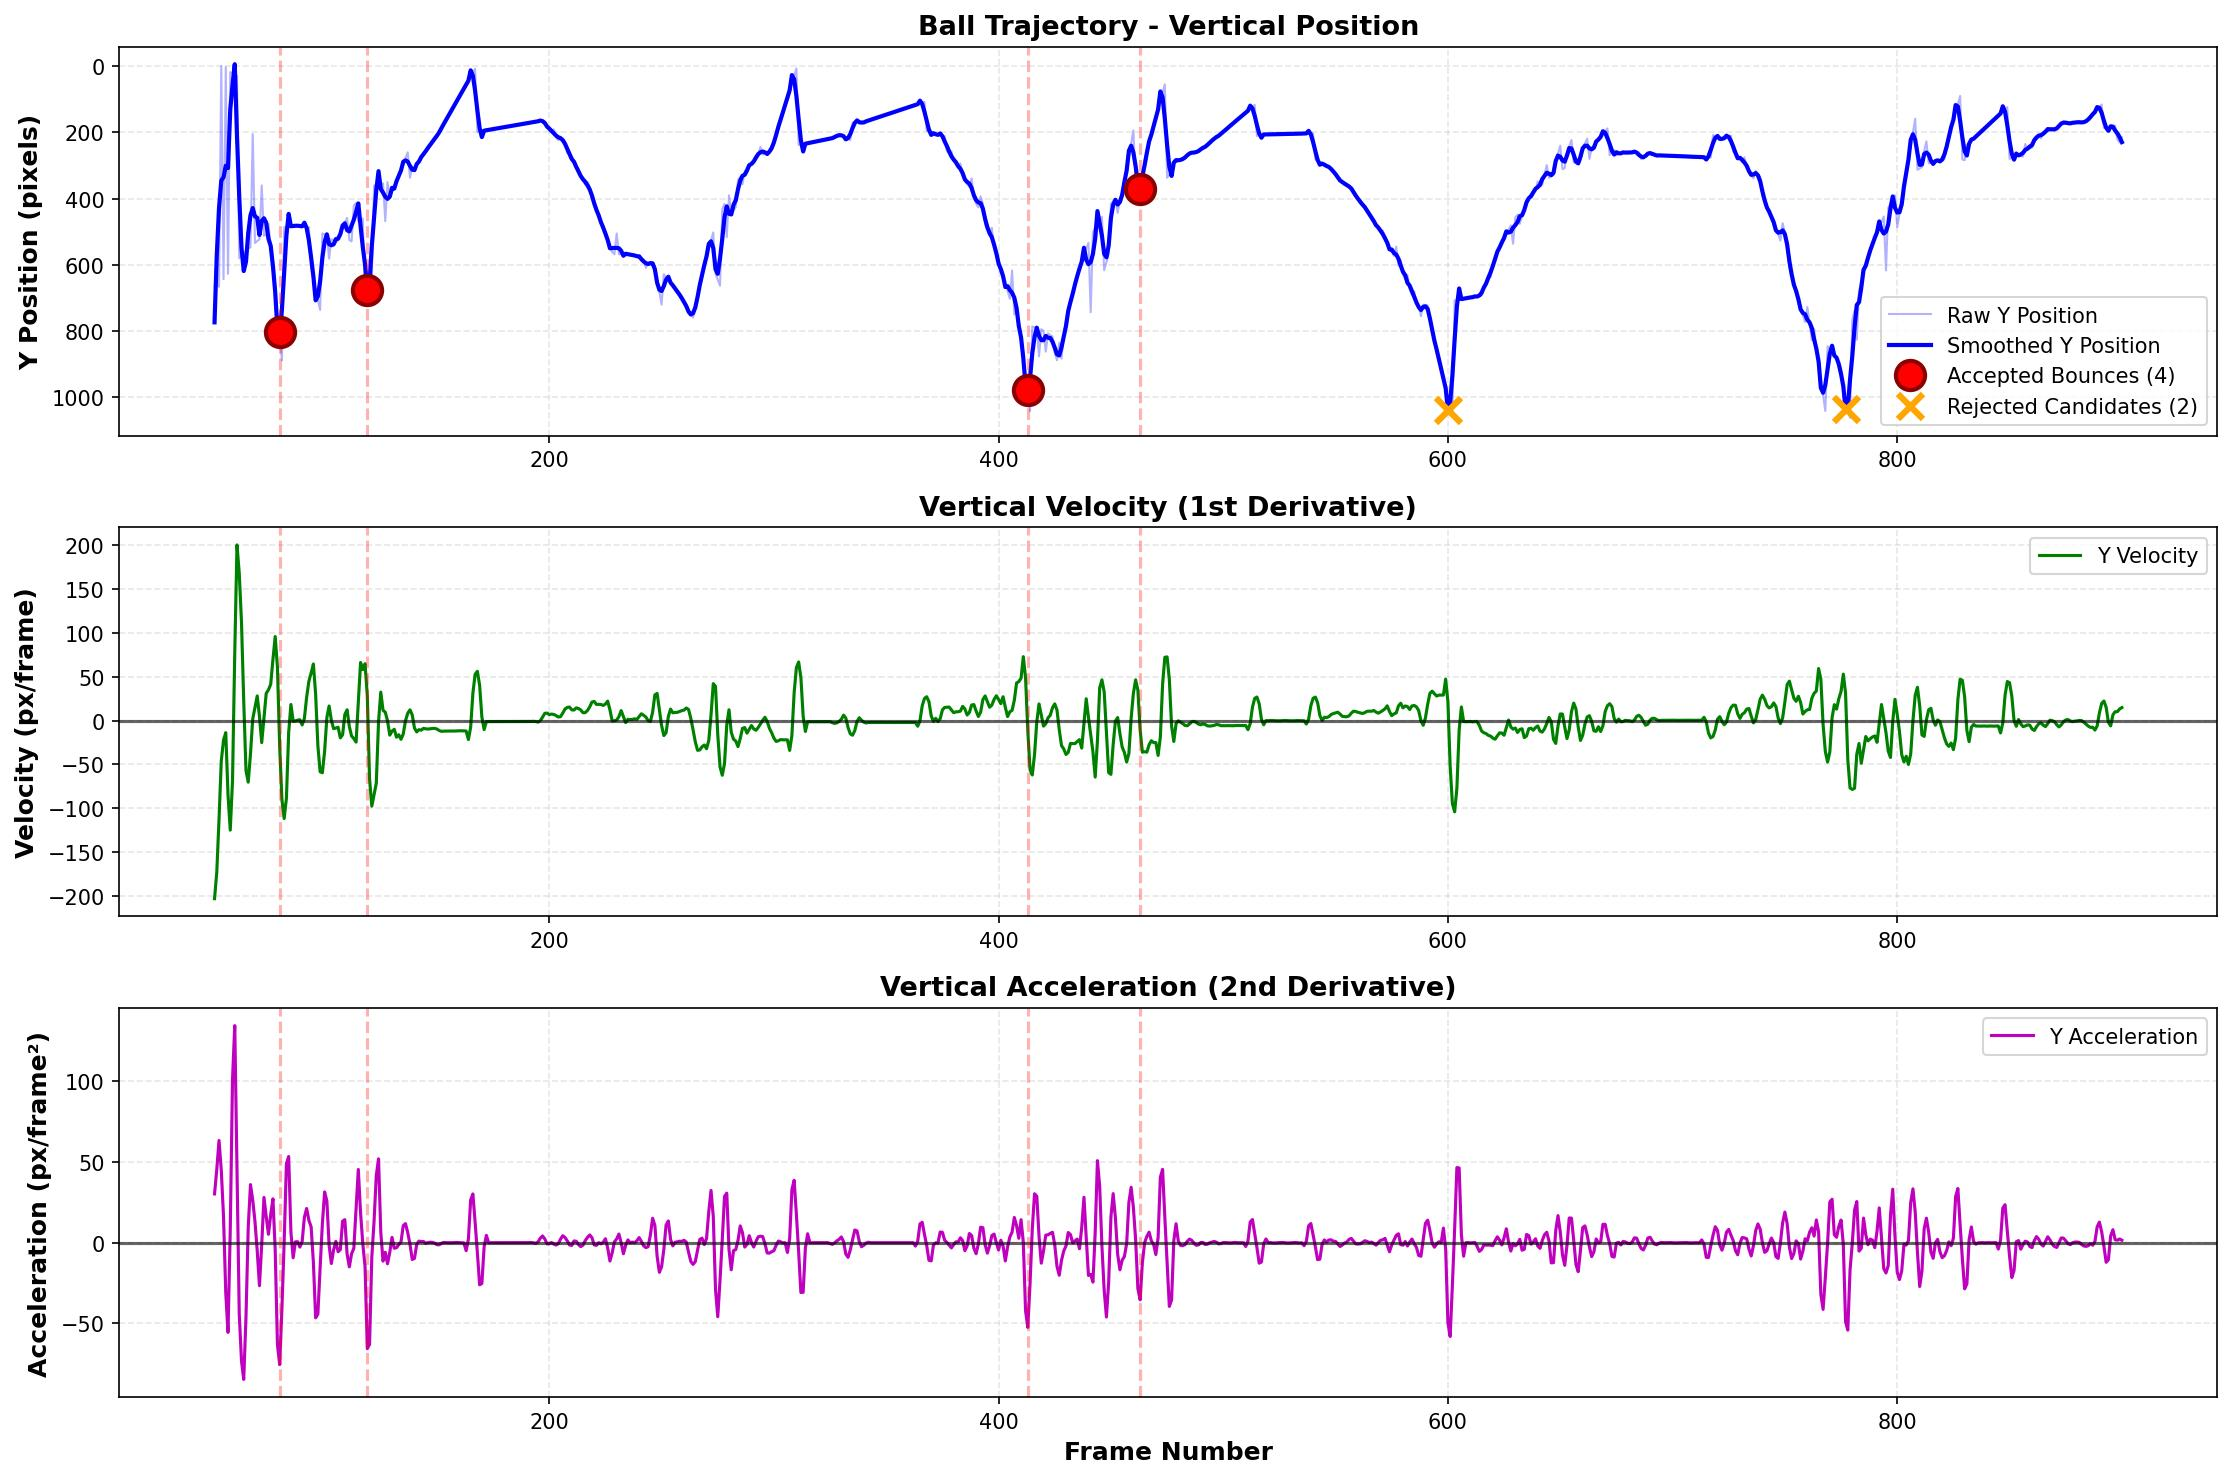 Ball Trajectory - Vertical Position
Y Position (pixels)
0
200
400
600
800
1000
Raw Y Position
Smoothed Y Position
Accepted Bounces (4)
Rejected Candidates (2)
200
400
600
800
Vertical Velocity (1st Derivative)
Velocity (px/frame)
200
150
100
50
0
−50
−100
−150
−200
Y Velocity
200
400
600
800
Vertical Acceleration (2nd Derivative)
Acceleration (px/frame²)
100
50
0
−50
Y Acceleration
200
400
600
800
Frame Number